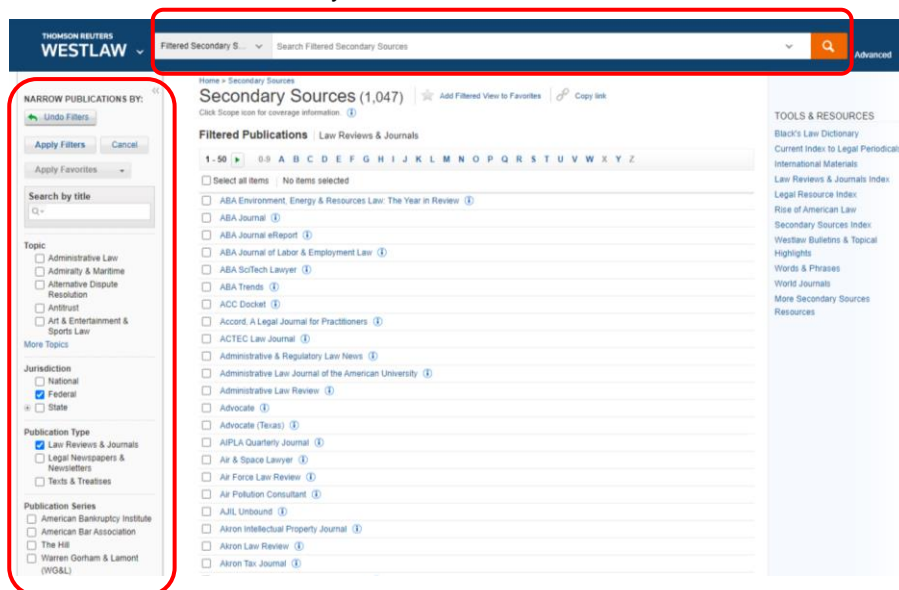 THOMSON REUTERS
WESTLAW
Filtered Secondary S...
Search Filtered Secondary Sources
Advanced
NARROW PUBLICATIONS BY:
Undo Filters
Apply Filters
Cancel
Apply Favorites
Search by title
Topic
Administrative Law
Admiralty & Maritime
Alternative Dispute
Resolution
Antitrust
Art & Entertainment &
Sports Law
More Topics
Jurisdiction
National
Federal
State
Publication Type
Law Reviews & Journals
Legal Newspapers &
Newsletters
Texts & Treatises
Publication Series
American Bankruptcy Institute
American Bar Association
The Hill
Warren Gorham & Lamont
(WG&L)
Home > Secondary Sources
Secondary Sources (1,047)
Add Filtered View to Favorites
Copy link
Click Scope icon for coverage information.
Filtered Publications | Law Reviews & Journals
1 - 50 0-9 A B C D E F G H I J K L M N O P Q R S T U V W X Y Z
Select all items No items selected
ABA Environment, Energy & Resources Law: The Year in Review
ABA Journal
ABA Journal eReport
ABA Journal of Labor & Employment Law
ABA SciTech Lawyer
ABA Trends
ACC Docket
Accord, A Legal Journal for Practitioners
ACTEC Law Journal
Administrative & Regulatory Law News
Administrative Law Journal of the American University
Administrative Law Review
Advocate
Advocate (Texas)
AIPLA Quarterly Journal
Air & Space Lawyer
Air Force Law Review
Air Pollution Consultant
AJIL Unbound
Akron Intellectual Property Journal
Akron Law Review
Akron Tax Journal
TOOLS & RESOURCES
Black's Law Dictionary
Current Index to Legal Periodicals
International Materials
Law Reviews & Journals Index
Legal Resource Index
Rise of American Law
Secondary Sources Index
Westlaw Bulletins & Topical
Highlights
Words & Phrases
World Journals
More Secondary Sources
Resources